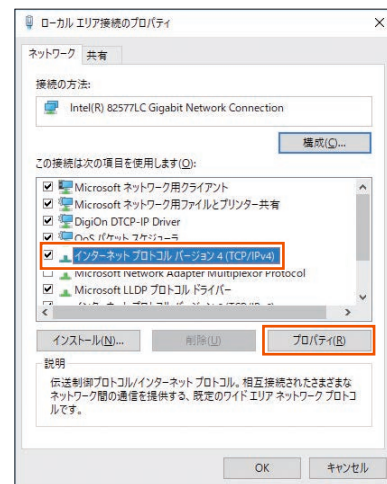 ローカル エリア接続のプロパティ
ネットワーク 共有
接続の方法:
Intel(R) 82577LC Gigabit Network Connection
構成(C)...
この接続は次の項目を使用します(O):
Microsoft ネットワーク用クライアント
Microsoft ネットワーク用ファイルとプリンター共有
DigiOn DTCP-IP Driver
QoS パケット スケジューラ
インターネット プロトコル バージョン 4 (TCP/IPv4)
Microsoft Network Adapter Multiplexor Protocol
Microsoft LLDP プロトコル ドライバー
インストール(N)... 削除(U) プロパティ(R)
説明
伝送制御プロトコル/インターネット プロトコル。相互接続されたさまざまな
ネットワーク間の通信を提供する、既定のワイド エリア ネットワーク プロトコ
ルです。
OK キャンセル